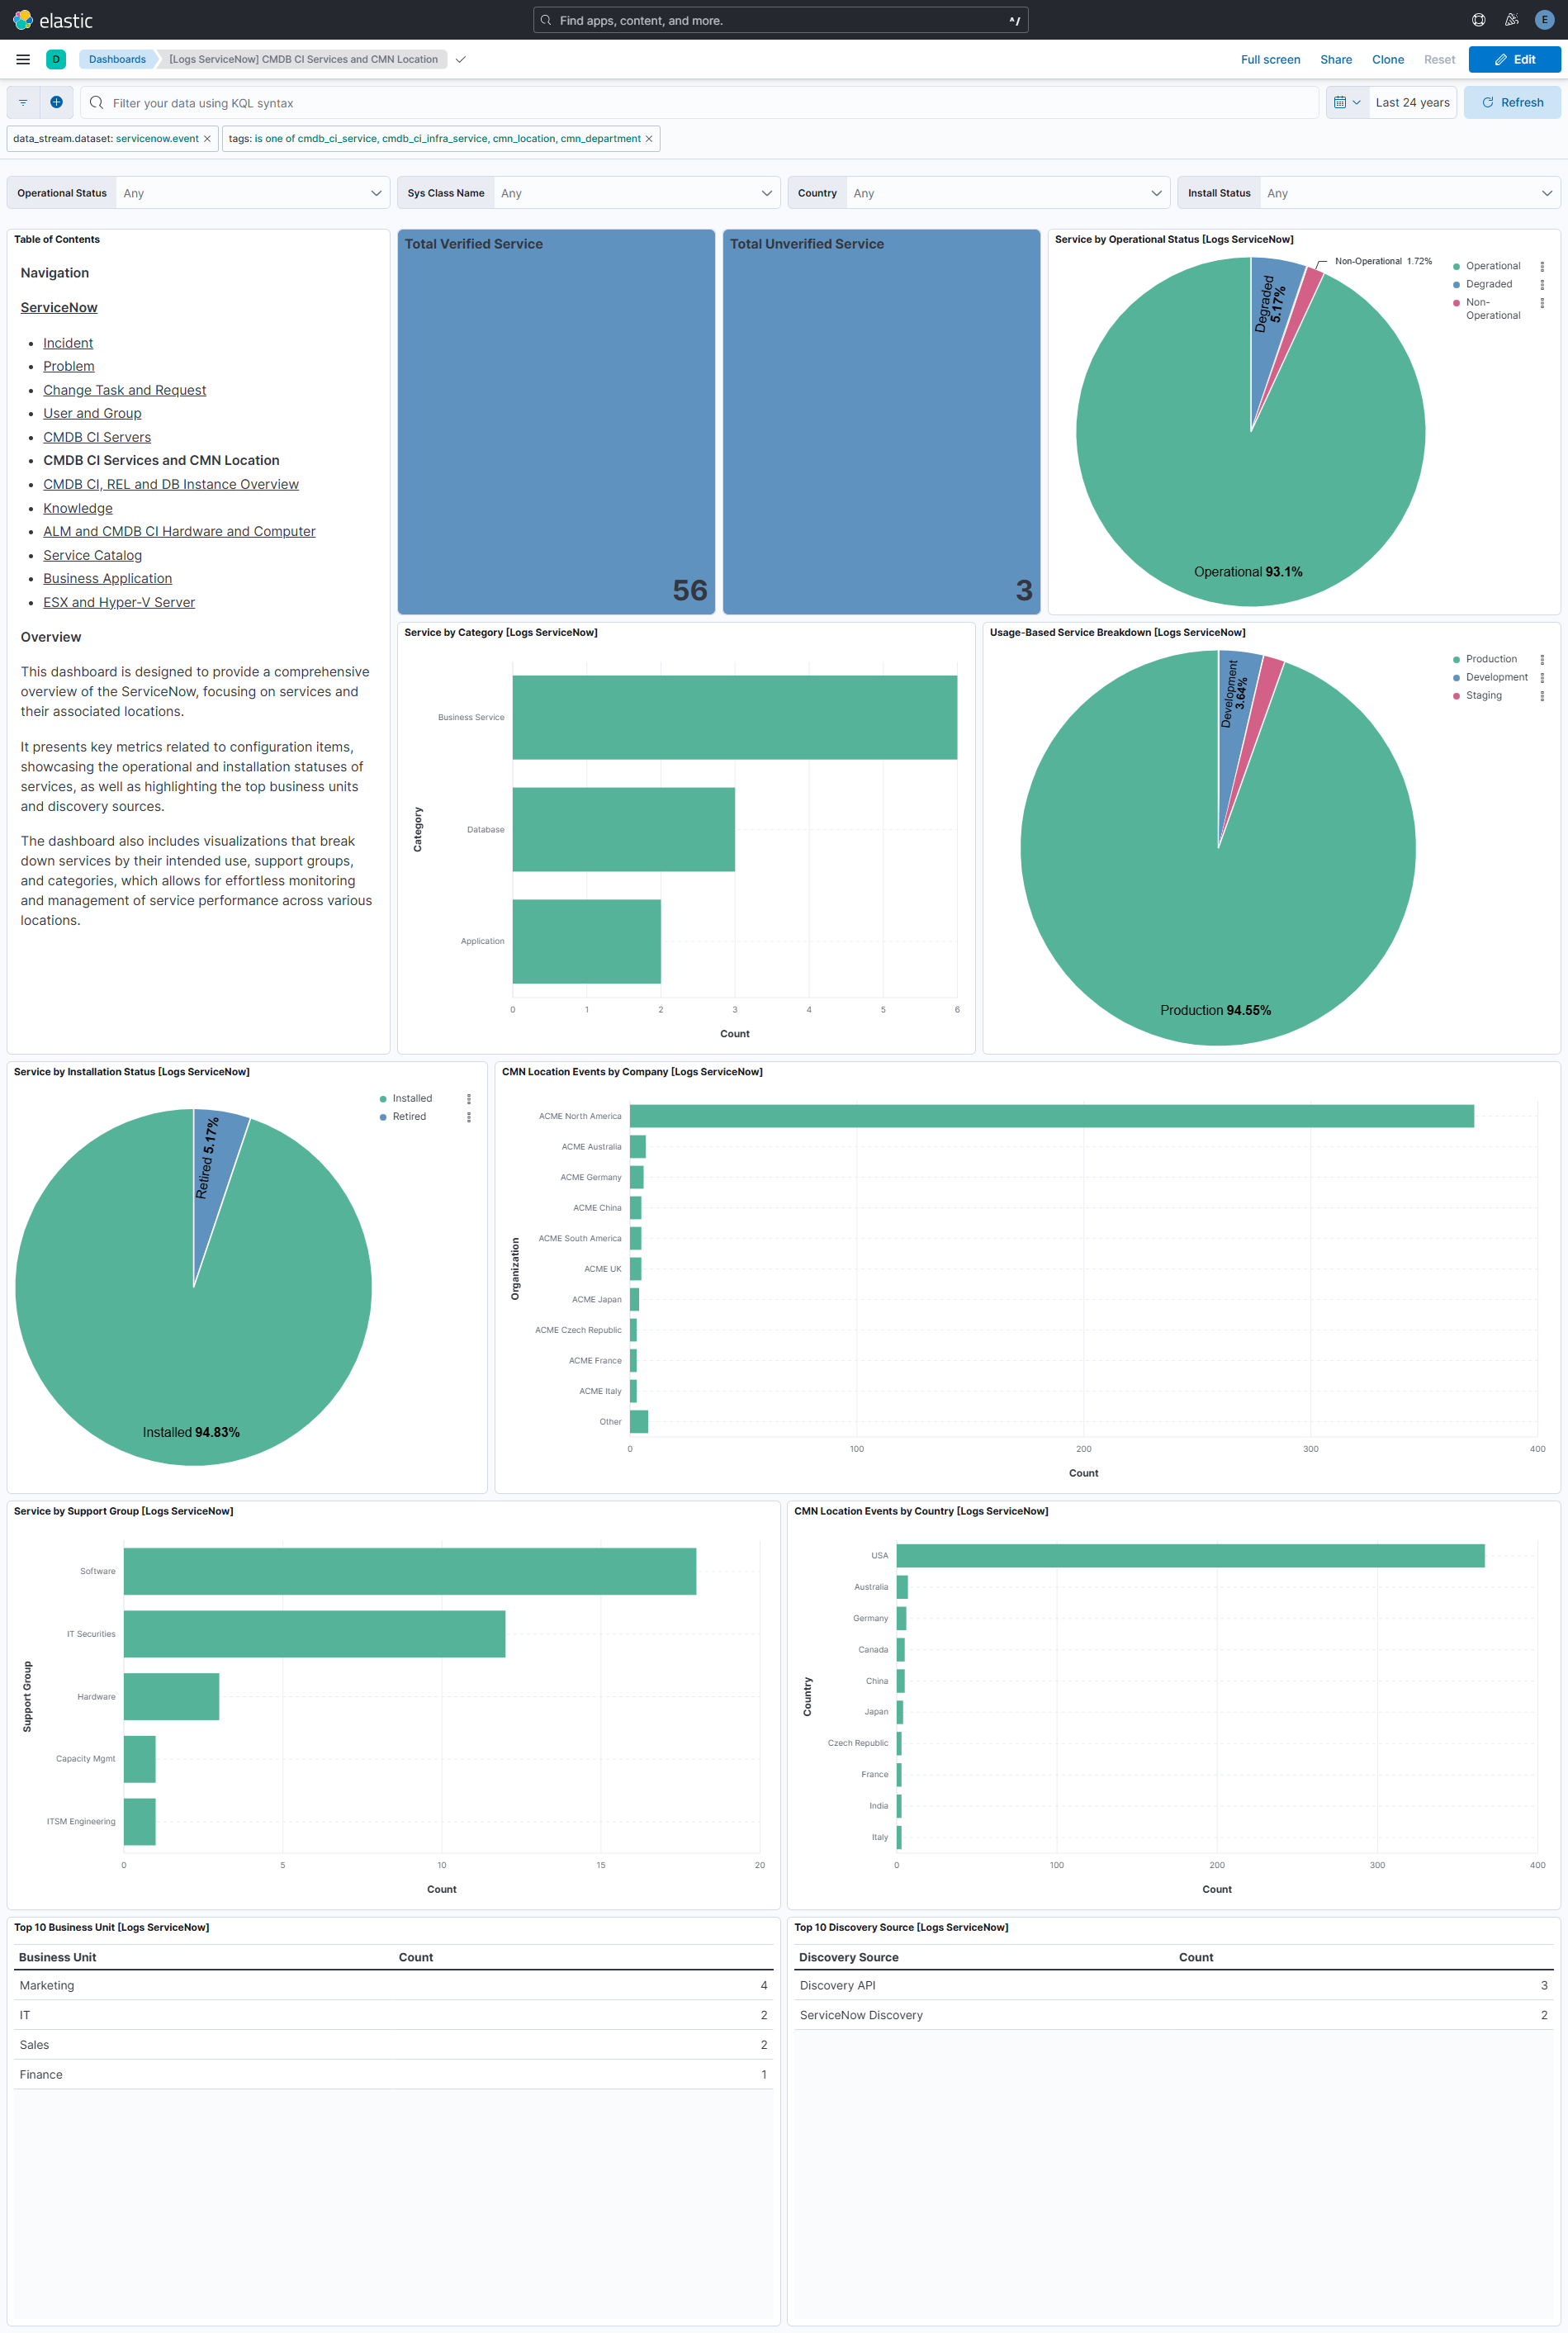 elastic
Find apps, content, and more.
^/
E
D
Dashboards
[Logs ServiceNow] CMDB CI Services and CMN Location
Full screen
Share
Clone
Reset
Edit
Filter your data using KQL syntax
Last 24 years
Refresh
data_stream.dataset: servicenow.event ×
tags: is one of cmdb_ci_service, cmdb_ci_infra_service, cmn_location, cmn_department ×
Operational Status Any
Sys Class Name Any
Country Any
Install Status Any
Table of Contents
Navigation
ServiceNow
• Incident
• Problem
• Change Task and Request
• User and Group
• CMDB CI Servers
• CMDB CI Services and CMN Location
• CMDB CI, REL and DB Instance Overview
• Knowledge
• ALM and CMDB CI Hardware and Computer
• Service Catalog
• Business Application
• ESX and Hyper-V Server
Overview
This dashboard is designed to provide a comprehensive
overview of the ServiceNow, focusing on services and
their associated locations.
It presents key metrics related to configuration items,
showcasing the operational and installation statuses of
services, as well as highlighting the top business units
and discovery sources.
The dashboard also includes visualizations that break
down services by their intended use, support groups,
and categories, which allows for effortless monitoring
and management of service performance across various
locations.
Total Verified Service
56
Total Unverified Service
3
Service by Operational Status [Logs ServiceNow]
Degraded
5.17%
Non-Operational 1.72%
Operational 93.1%
Operational
Degraded
Non-
Operational
Service by Category [Logs ServiceNow]
Category
Business Service
Database
Application
0 1 2 3 4 5 6
Count
Usage-Based Service Breakdown [Logs ServiceNow]
Development
3.64%
Production 94.55%
Production
Development
Staging
Service by Installation Status [Logs ServiceNow]
Retired 5.17%
Installed 94.83%
Installed
Retired
CMN Location Events by Company [Logs ServiceNow]
Organization
ACME North America
ACME Australia
ACME Germany
ACME China
ACME South America
ACME UK
ACME Japan
ACME Czech Republic
ACME France
ACME Italy
Other
0 100 200 300 400
Count
Service by Support Group [Logs ServiceNow]
Support Group
Software
IT Securities
Hardware
Capacity Mgmt
ITSM Engineering
0 5 10 15 20
Count
CMN Location Events by Country [Logs ServiceNow]
Country
USA
Australia
Germany
Canada
China
Japan
Czech Republic
France
India
Italy
0 100 200 300 400
Count
Top 10 Business Unit [Logs ServiceNow]
Business Unit Count
Marketing 4
IT 2
Sales 2
Finance 1
Top 10 Discovery Source [Logs ServiceNow]
Discovery Source Count
Discovery API 3
ServiceNow Discovery 2